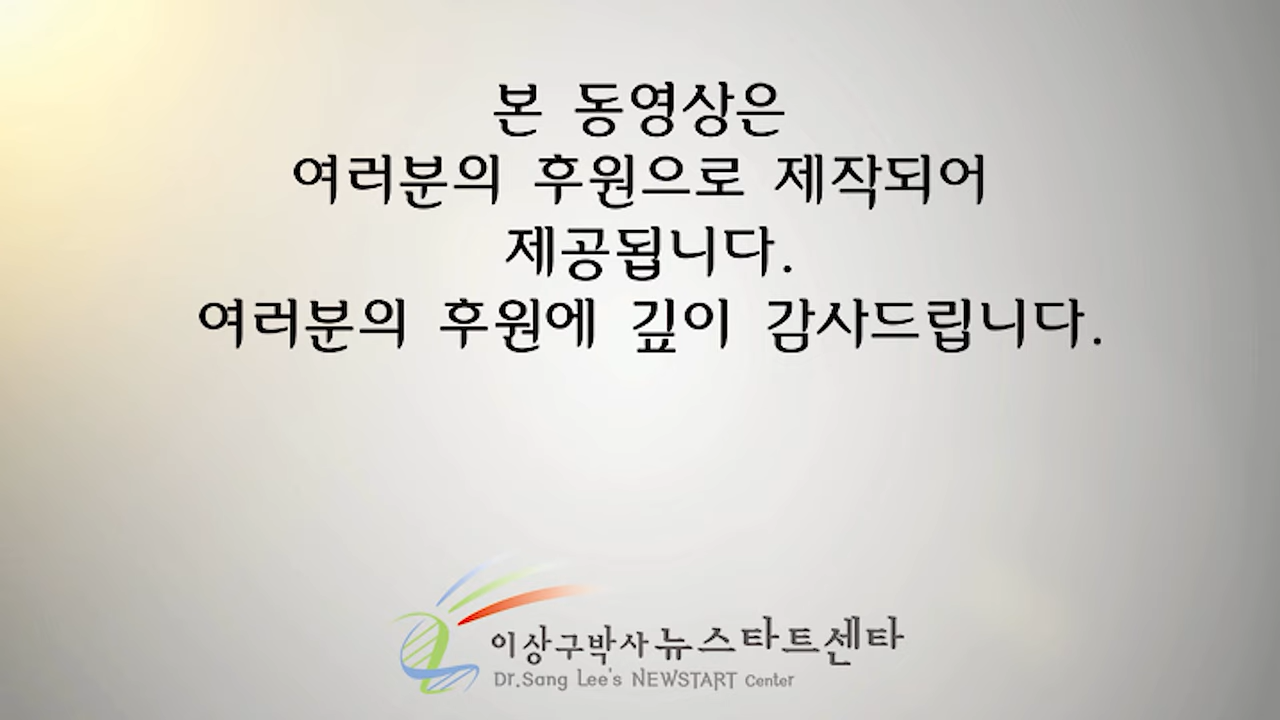 본 동영상은
여러분의 후원으로 제작되어
제공됩니다.
여러분의 후원에 깊이 감사드립니다.
이상구박사 뉴스타트센타
Dr.Sang Lee's NEWSTART Center